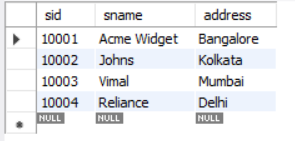 sid sname address
10001 Acme Widget Bangalore
10002 Johns Kolkata
10003 Vimal Mumbai
10004 Reliance Delhi
NULL NULL NULL